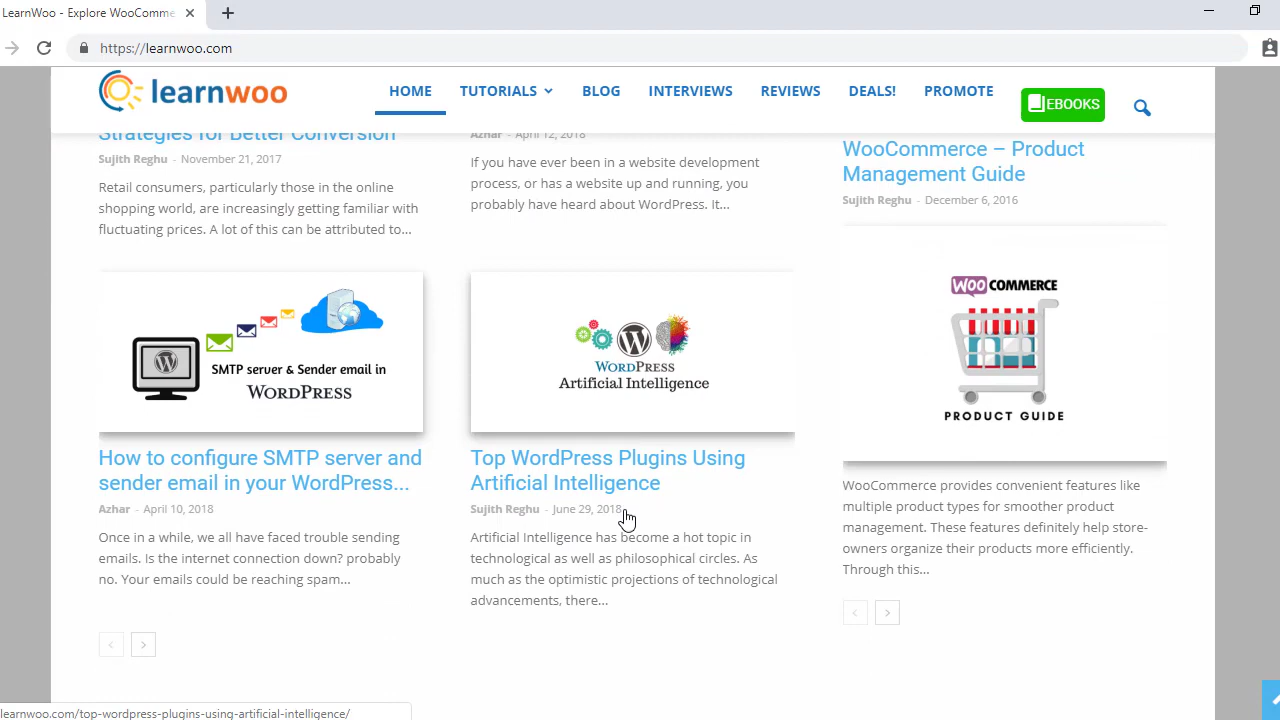 LearnWoo - Explore WooComme
https://learnwoo.com
learnwoo
HOME
TUTORIALS
BLOG
INTERVIEWS
REVIEWS
DEALS!
PROMOTE
EBOOKS
Strategies for Better Conversion
Sujith Reghu - November 21, 2017
Retail consumers, particularly those in the online
shopping world, are increasingly getting familiar with
fluctuating prices. A lot of this can be attributed to...
Azhar - April 12, 2018
If you have ever been in a website development
process, or has a website up and running, you
probably have heard about WordPress. It...
WooCommerce – Product
Management Guide
Sujith Reghu - December 6, 2016
SMTP server & Sender email in
WORDPRESS
How to configure SMTP server and
sender email in your WordPress...
Azhar - April 10, 2018
Once in a while, we all have faced trouble sending
emails. Is the internet connection down? probably
no. Your emails could be reaching spam...
WORDPRESS
Artificial Intelligence
Top WordPress Plugins Using
Artificial Intelligence
Sujith Reghu - June 29, 2018
Artificial Intelligence has become a hot topic in
technological as well as philosophical circles. As
much as the optimistic projections of technological
advancements, there...
WOO COMMERCE
PRODUCT GUIDE
WooCommerce provides convenient features like
multiple product types for smoother product
management. These features definitely help store-
owners organize their products more efficiently.
Through this...
learnwoo.com/top-wordpress-plugins-using-artificial-intelligence/